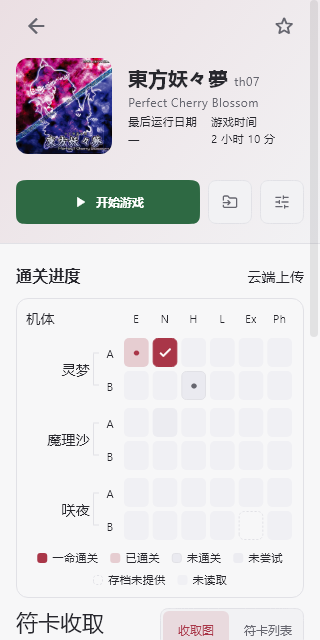 東方妖々夢 th07
Perfect Cherry Blossom
最后运行日期 游戏时间
— 2 小时 10 分
開始游戏
通关进度 云端上传
机体 E N H L Ex Ph
灵梦 A
B
魔理沙 A
B
咲夜 A
B
一命通关 已通关 未通关 未尝试
存档未提供 未读取
符卡收取 收取图 符卡列表